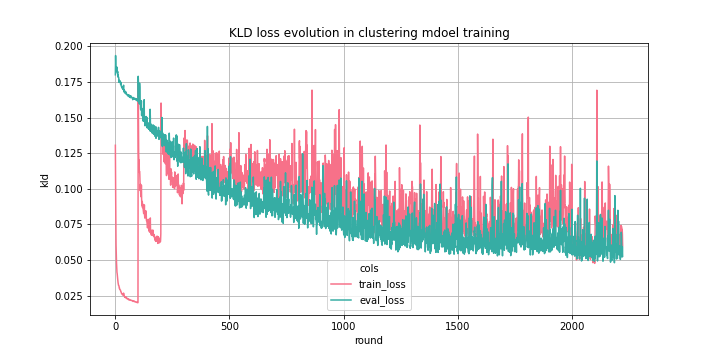 KLD loss evolution in clustering mdoel training
0.200
0.175
0.150
0.125
0.100
0.075
0.050
0.025
kld
0
500
1000
1500
2000
round
cols
train_loss
eval_loss